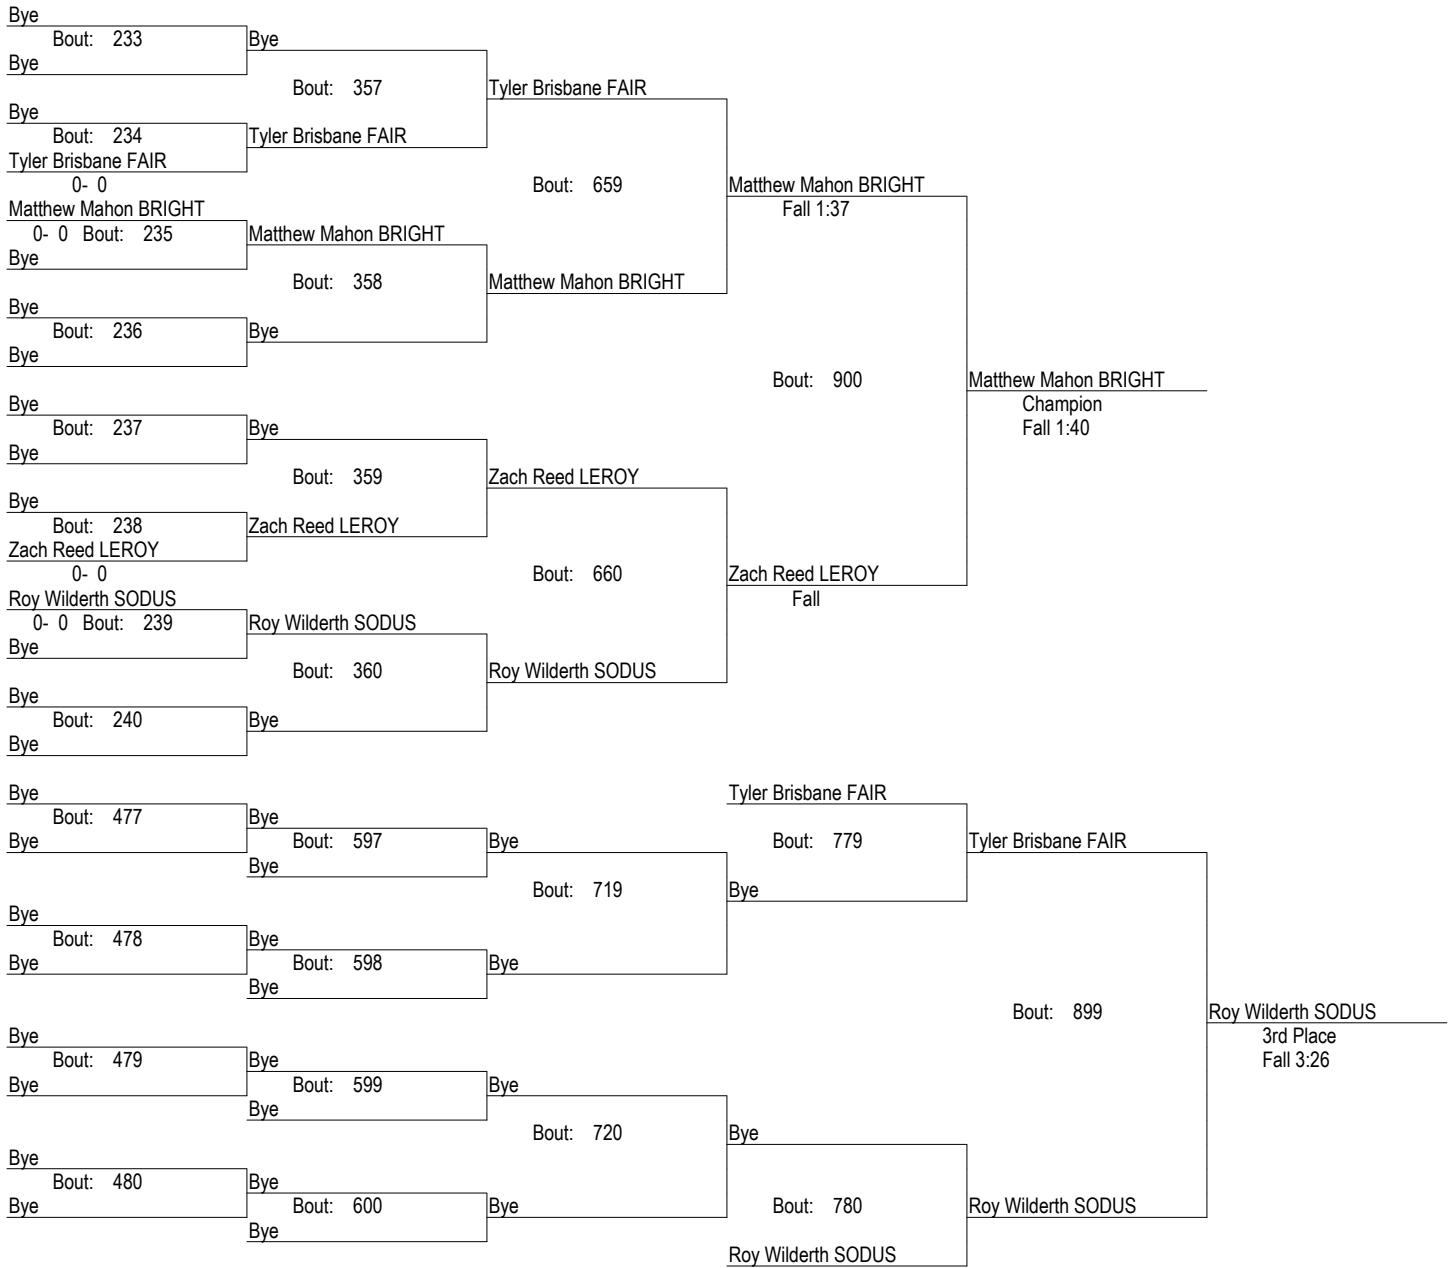 Bye
Bout: 233 Bye
Bye
Bout: 357 Tyler Brisbane FAIR
Bye
Bout: 234 Tyler Brisbane FAIR
Tyler Brisbane FAIR
0- 0 Bout: 659 Matthew Mahon BRIGHT
Matthew Mahon BRIGHT Fall 1:37
0- 0 Bout: 235 Matthew Mahon BRIGHT
Bye
Bout: 358 Matthew Mahon BRIGHT
Bye
Bout: 236 Bye
Bye
Bout: 900 Matthew Mahon BRIGHT
Bye Champion
Bout: 237 Bye Fall 1:40
Bye
Bout: 359 Zach Reed LEROY
Bye
Bout: 238 Zach Reed LEROY
Zach Reed LEROY
0- 0 Bout: 660 Zach Reed LEROY
Roy Wilderth SODUS Fall
0- 0 Bout: 239 Roy Wilderth SODUS
Bye
Bout: 360 Roy Wilderth SODUS
Bye
Bout: 240 Bye
Bye
Bye Tyler Brisbane FAIR
Bout: 477 Bye
Bye Bout: 597 Bye Bout: 779 Tyler Brisbane FAIR
Bye
Bout: 719 Bye
Bye
Bout: 478 Bye
Bye Bout: 598 Bye
Bye
Bout: 899 Roy Wilderth SODUS
Bye 3rd Place
Bout: 479 Bye Fall 3:26
Bye Bout: 599 Bye
Bye
Bout: 720 Bye
Bye
Bout: 480 Bye
Bye Bout: 600 Bye Bout: 780 Roy Wilderth SODUS
Bye
Roy Wilderth SODUS